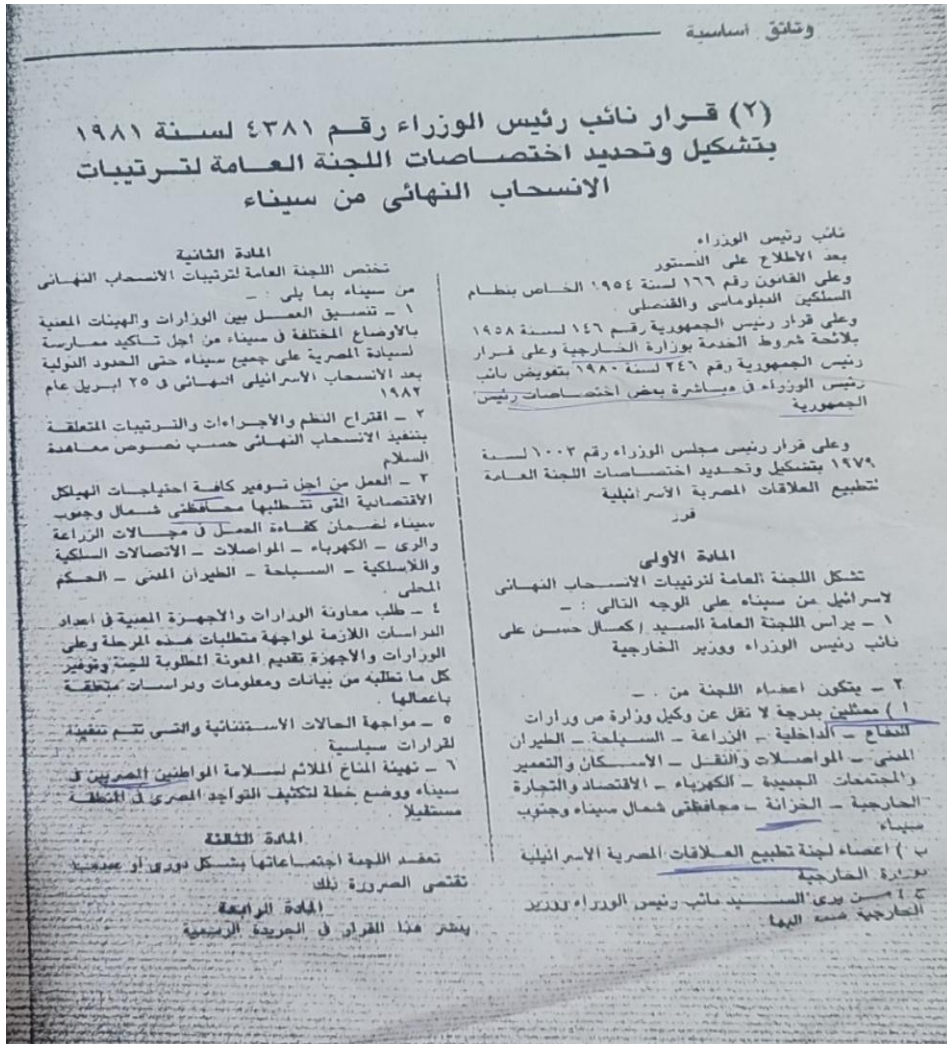 وثائق اساسية
(٢) قرار نائب رئيس الوزراء رقم ٤٣٨١ لسنة ١٩٨١
بتشكيل وتحديد اختصاصات اللجنة العامة لترتيبات
الانسحاب النهائى من سيناء
نائب رئيس الوزراء
بعد الاطلاع على الدستور
وعلى القانون رقم ١٦٦ لسنة ١٩٥٤ الخاص بنظام
السلكين الدبلوماسى والقنصلى .
وعلى قرار رئيس الجمهورية رقم ١٤٦ لسنة ١٩٥٨
بلائحة شروط الخدمة بوزارة الخارجية وعلى قرار
رئيس الجمهورية رقم ٢٤٦ لسنة ١٩٨٠ بتفويض نائب
رئيس الوزراء فى مباشرة بعض اختصاصات رئيس
الجمهورية
وعلى قرار رئيس مجلس الوزراء رقم ١٠٠٣ لسنة
١٩٧٩ بتشكيل وتحديد اختصاصات اللجنة العامة
لتطبيع العلاقات المصرية الاسرائيلية
قرر
المادة الأولى
تشكل اللجنة العامة لترتيبات الانسحاب النهائى
لاسرائيل من سيناء على الوجه التالى : ـ
١ ـ يرأس اللجنة العامة السيد / كمال حسن على
نائب رئيس الوزراء ووزير الخارجية
٢ ـ يتكون اعضاء اللجنة من . ـ
ا ) ممثلين بدرجة لا تقل عن وكيل وزارة من وزارات
الدفاع ـ الداخلية ـ الزراعة ـ السياحة ـ الطيران
المدنى ـ المواصلات والنقل ـ الاسكان والتعمير
والمجتمعات الجديدة ـ الكهرباء ـ الاقتصاد والتجارة
الخارجية ـ الخزانة ـ محافظتى شمال سيناء وجنوب
سيناء
ب ) اعضاء لجنة تطبيع العلاقات المصرية الاسرائيلية
بوزارة الخارجية
ج ) من يرى السيد نائب رئيس الوزراء ووزير
الخارجية ضمه اليها
المادة الثانية
تختص اللجنة العامة لترتيبات الانسحاب النهائى
من سيناء بما يلى : ـ
١ ـ تنسيق العمل بين الوزارات والهيئات المعنية
بالاوضاع المختلفة فى سيناء من اجل تاكيد ممارسة
السيادة المصرية على جميع سيناء حتى الحدود الدولية
بعد الانسحاب الاسرائيلى النهائى فى ٢٥ ابريل عام
١٩٨٢
٢ ـ اقتراح النظم والاجراءات والترتيبات المتعلقة
بتنفيذ الانسحاب النهائى حسب نصوص معاهدة
السلام
٣ ـ العمل من أجل توفير كافة احتياجات الهياكل
الاقتصادية التى تتطلبها محافظتى شمال وجنوب
سيناء لضمان كفاءة العمل فى مجالات الزراعة
والرى ـ الكهرباء ـ المواصلات ـ الاتصالات السلكية
واللاسلكية ـ السياحة ـ الطيران المدنى ـ الحكم
المحلى .
٤ ـ طلب معاونة الوزارات والاجهزة المعنية فى اعداد
الدراسات اللازمة لمواجهة متطلبات هذه المرحلة وعلى
الوزارات والاجهزة تقديم المعونة المطلوبة للجنة وتوفير
كل ما تطلبه من بيانات ومعلومات ودراسات متعلقة
باعمالها .
٥ ـ مواجهة الحالات الاستثنائية والتى تتم تنفيذا
لقرارات سياسية
٦ ـ تهيئة المناخ الملائم لسلامة المواطنين المصريين فى
سيناء ووضع خطة لتكثيف التواجد المصرى فى المنطقة
مستقبلا .
المادة الثالثة
تعقد اللجنة اجتماعاتها بشكل دورى او عندما
تقتضى الضرورة ذلك
المادة الرابعة
ينشر هذا القرار فى الجريدة الرسمية